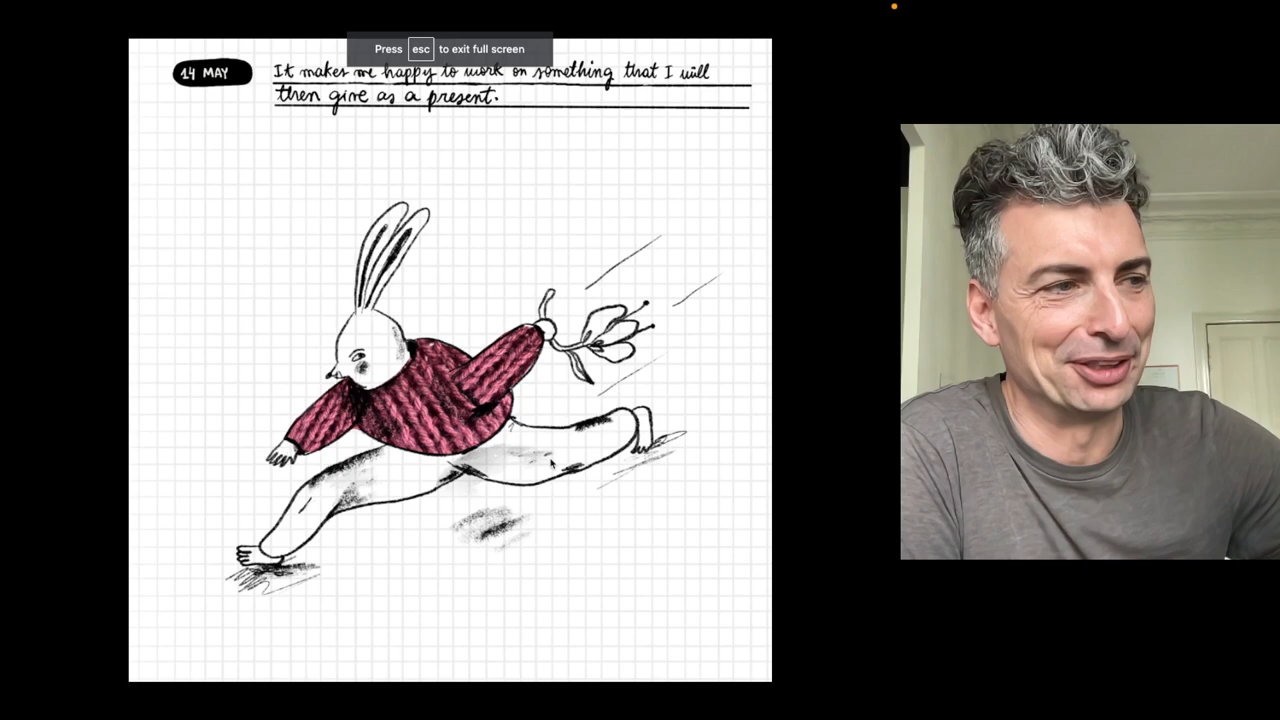 Press esc to exit full screen
14 MAY
It makes me happy to work on something that I will
then give as a present.